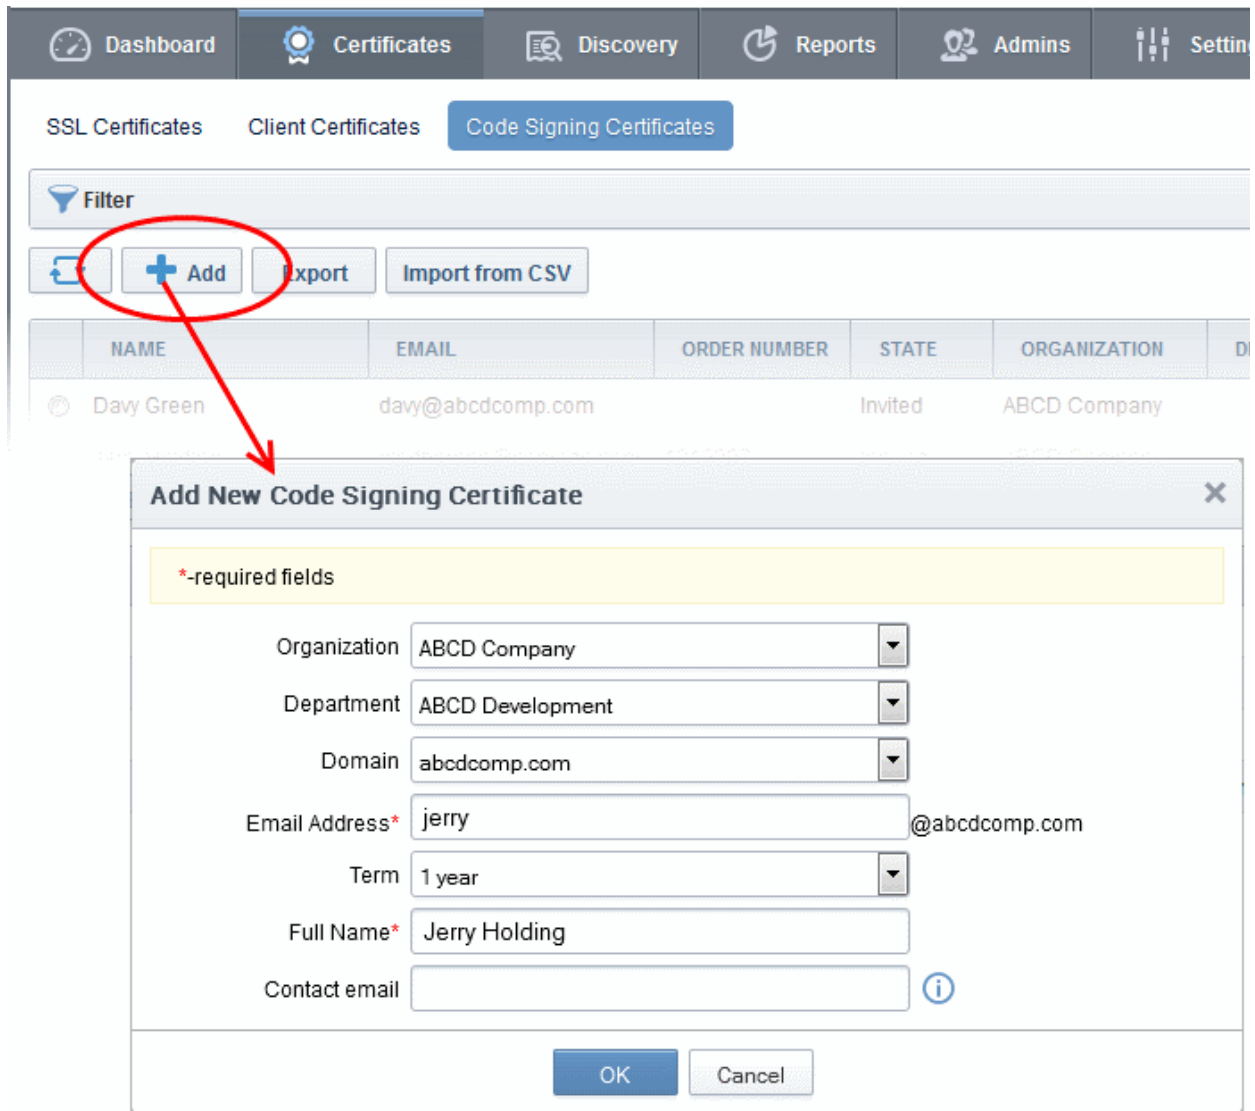 Dashboard Certificates Discovery Reports Admins Settin
SSL Certificates Client Certificates Code Signing Certificates
Filter
Add Export Import from CSV
NAME EMAIL ORDER NUMBER STATE ORGANIZATION D
Davy Green davy@abcdcomp.com Invited ABCD Company
Add New Code Signing Certificate
*-required fields
Organization ABCD Company
Department ABCD Development
Domain abcdcomp.com
Email Address* jerry @abcdcomp.com
Term 1 year
Full Name* Jerry Holding
Contact email
OK Cancel